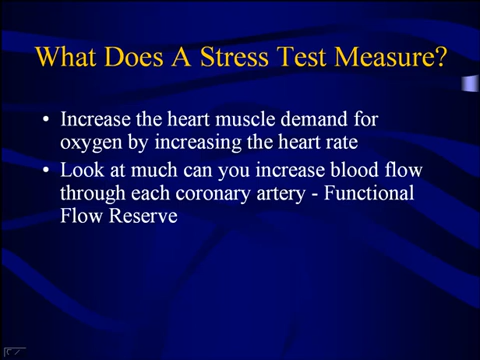 What Does A Stress Test Measure?
• Increase the heart muscle demand for
oxygen by increasing the heart rate
• Look at much can you increase blood flow
through each coronary artery - Functional
Flow Reserve